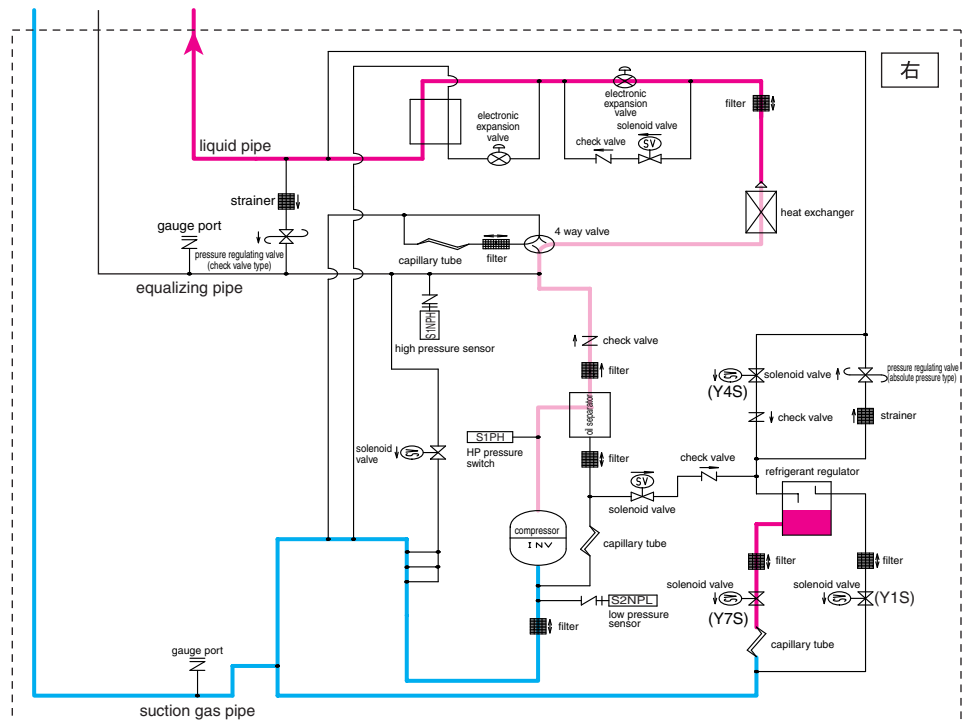 右
electronic
expansion
valve
filter
electronic
expansion
valve
solenoid valve
check valve
SV
liquid pipe
heat exchanger
strainer
gauge port
4 way valve
pressure regulating valve
(check valve type)
capillary tube
filter
equalizing pipe
S1NPH
high pressure sensor
check valve
filter
solenoid valve
(Y4S)
pressure regulating valve
(absolute pressure type)
oil separator
check valve
strainer
S1PH
HP pressure
switch
solenoid
valve
filter
check valve
SV
refrigerant regulator
solenoid valve
compressor
INV
capillary tube
filter
filter
solenoid valve
(Y7S)
solenoid valve
(Y1S)
S2NPL
low pressure
sensor
filter
capillary tube
gauge port
suction gas pipe